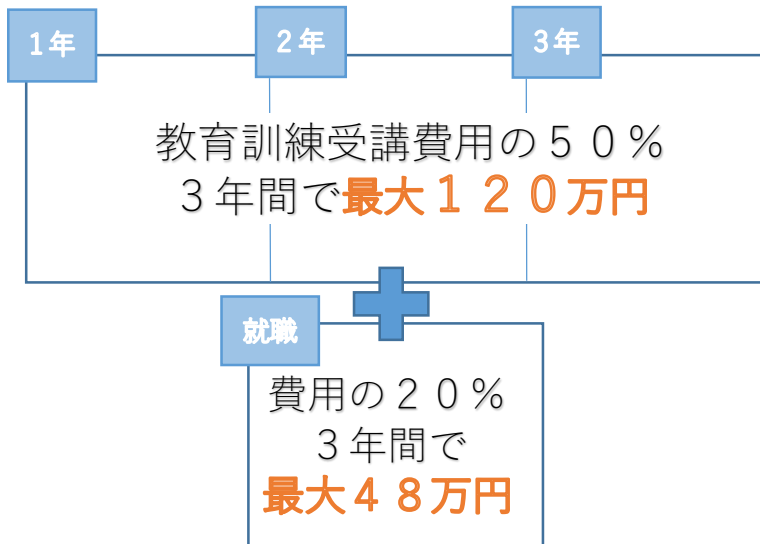 １年
２年
３年
教育訓練受講費用の５０％
３年間で最大１２０万円
就職
費用の２０％
３年間で
最大４８万円